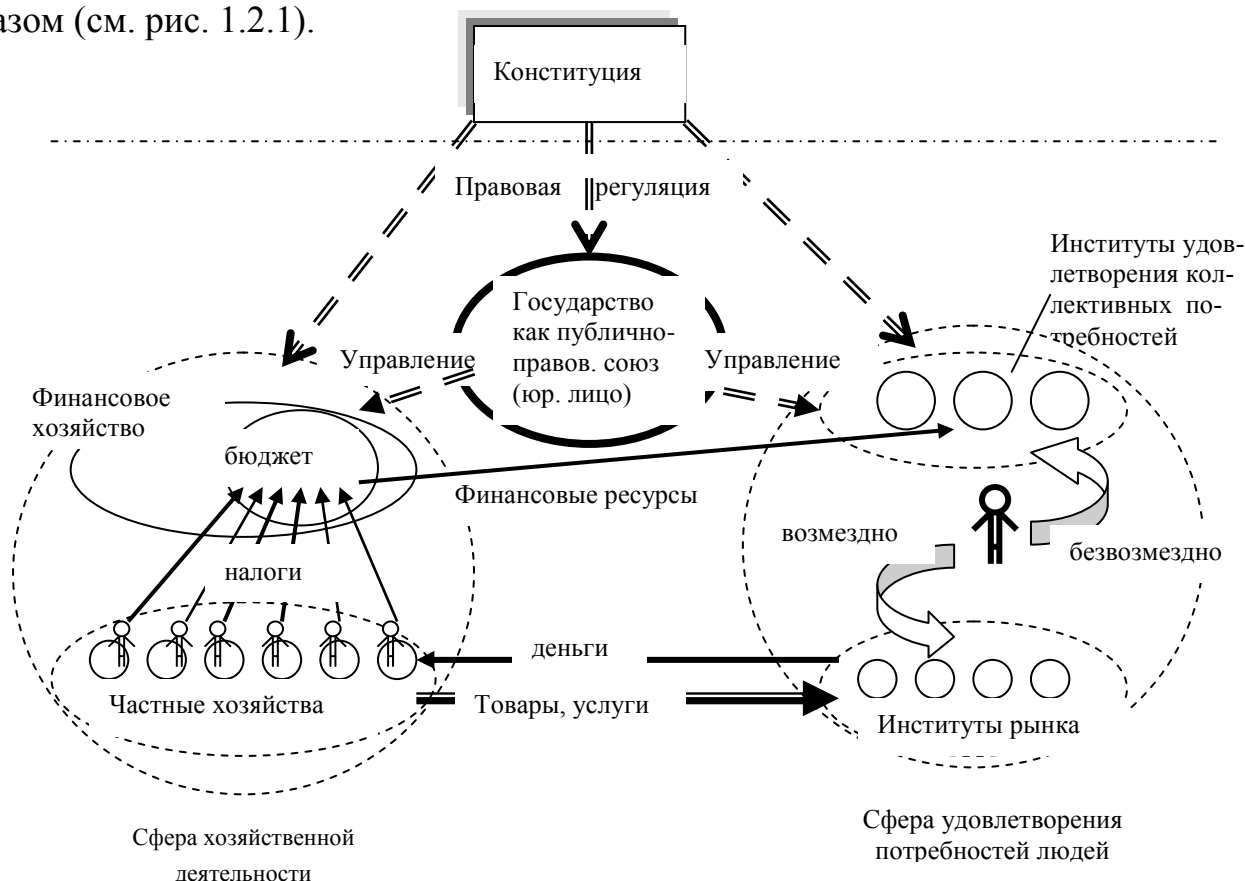 азом (см. рис. 1.2.1).
Конституция
Правовая регуляция
Институты удов-
летворения кол-
лективных по-
требностей
Государство
как публично-
правов. союз
(юр. лицо)
Управление
Управление
Финансовое
хозяйство
бюджет
Финансовые ресурсы
возмездно
безвозмездно
налоги
деньги
Частные хозяйства
Товары, услуги
Институты рынка
Сфера хозяйственной
деятельности
Сфера удовлетворения
потребностей людей